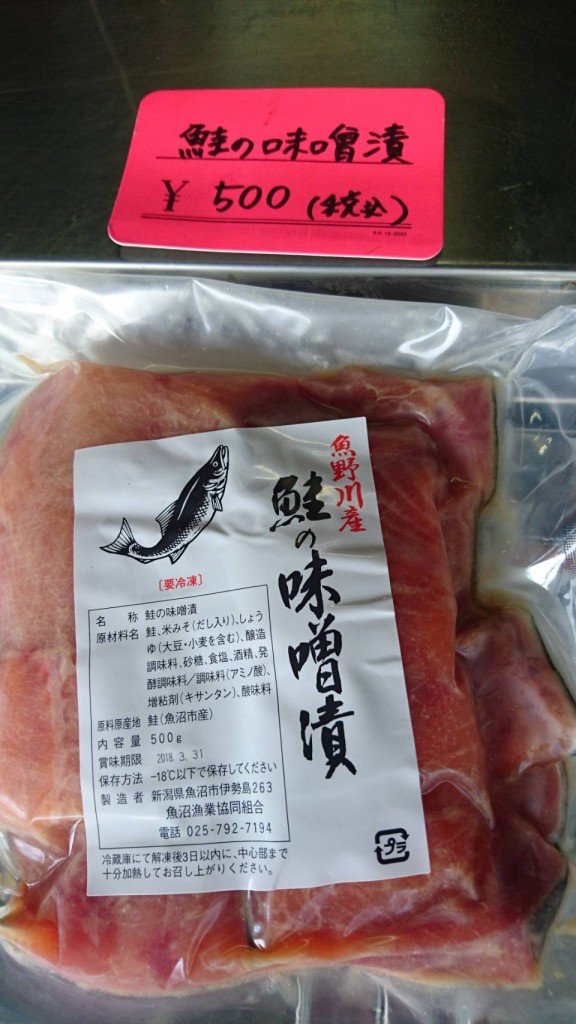 鮭の味噌漬
¥ 500 (税込)
魚野川産
鮭の味噌漬
［要冷凍］
名称 鮭の味噌漬
原材料名 鮭、米みそ(だし入り)、しょう
ゆ(大豆・小麦を含む)、醸造
調味料、砂糖、食塩、酒精、発
酵調味料／調味料(アミノ酸)、
増粘剤(キサンタン)、酸味料
原料原産地 鮭(魚沼市産)
内容量 500g
賞味期限 2018.3.31
保存方法 -18℃以下で保存してください
製造者 新潟県魚沼市伊勢島263
魚沼漁業協同組合
電話 025-792-7194
冷蔵庫にて解凍後3日以内に、中心部まで
十分加熱してお召し上がりください。
プラ